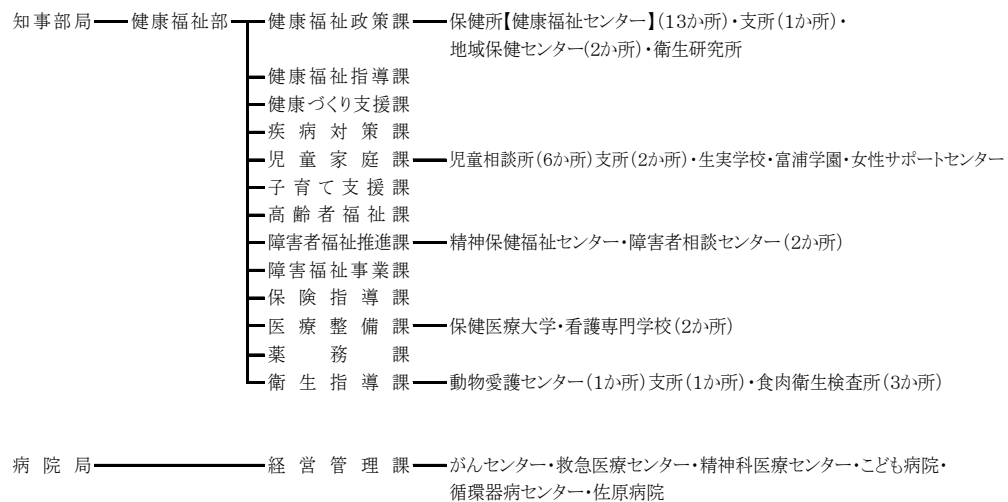 知事部局 健康福祉部 健康福祉政策課 保健所【健康福祉センター】(13か所)・支所(1か所)・
地域保健センター(2か所)・衛生研究所
健康福祉指導課
健康づくり支援課
疾病対策課
児童家庭課 児童相談所(6か所)支所(2か所)・生実学校・富浦学園・女性サポートセンター
子育て支援課
高齢者福祉課
障害者福祉推進課 精神保健福祉センター・障害者相談センター(2か所)
障害福祉事業課
保険指導課
医療整備課 保健医療大学・看護専門学校(2か所)
薬務課
衛生指導課 動物愛護センター(1か所)支所(1か所)・食肉衛生検査所(3か所)
病院局 経営管理課 がんセンター・救急医療センター・精神科医療センター・こども病院・
循環器病センター・佐原病院